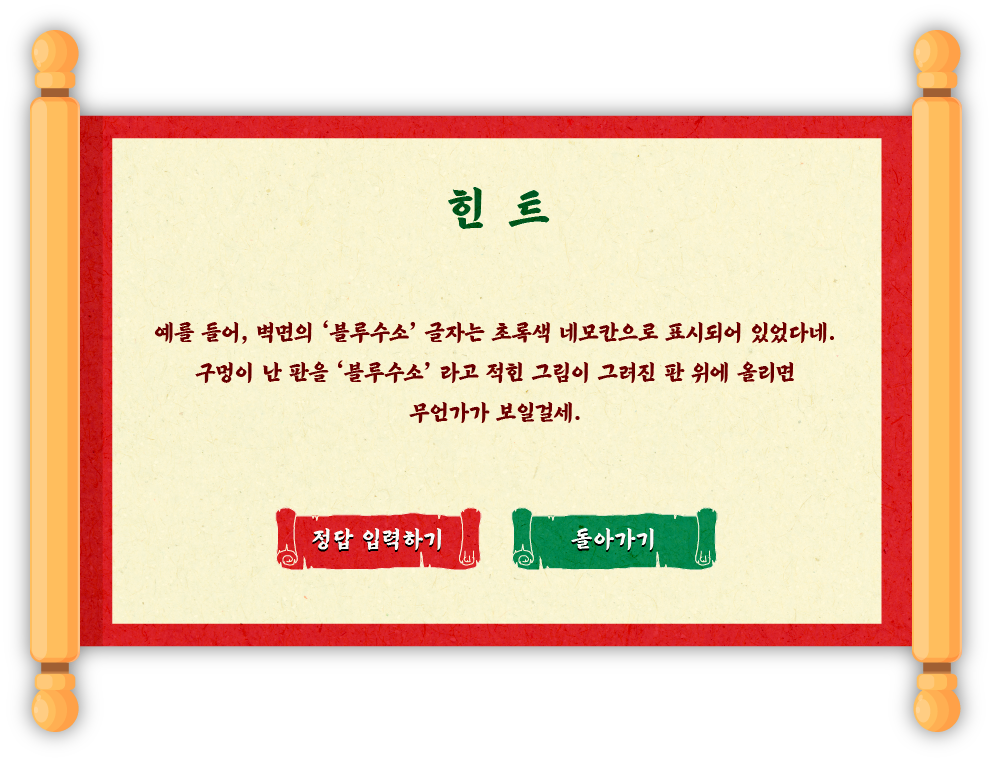 힌 트
예를 들어, 벽면의 ‘블루수소’ 글자는 초록색 네모칸으로 표시되어 있었다네.
구멍이 난 판을 ‘블루수소’ 라고 적힌 그림이 그려진 판 위에 올리면
무언가가 보일걸세.
정답 입력하기
돌아가기